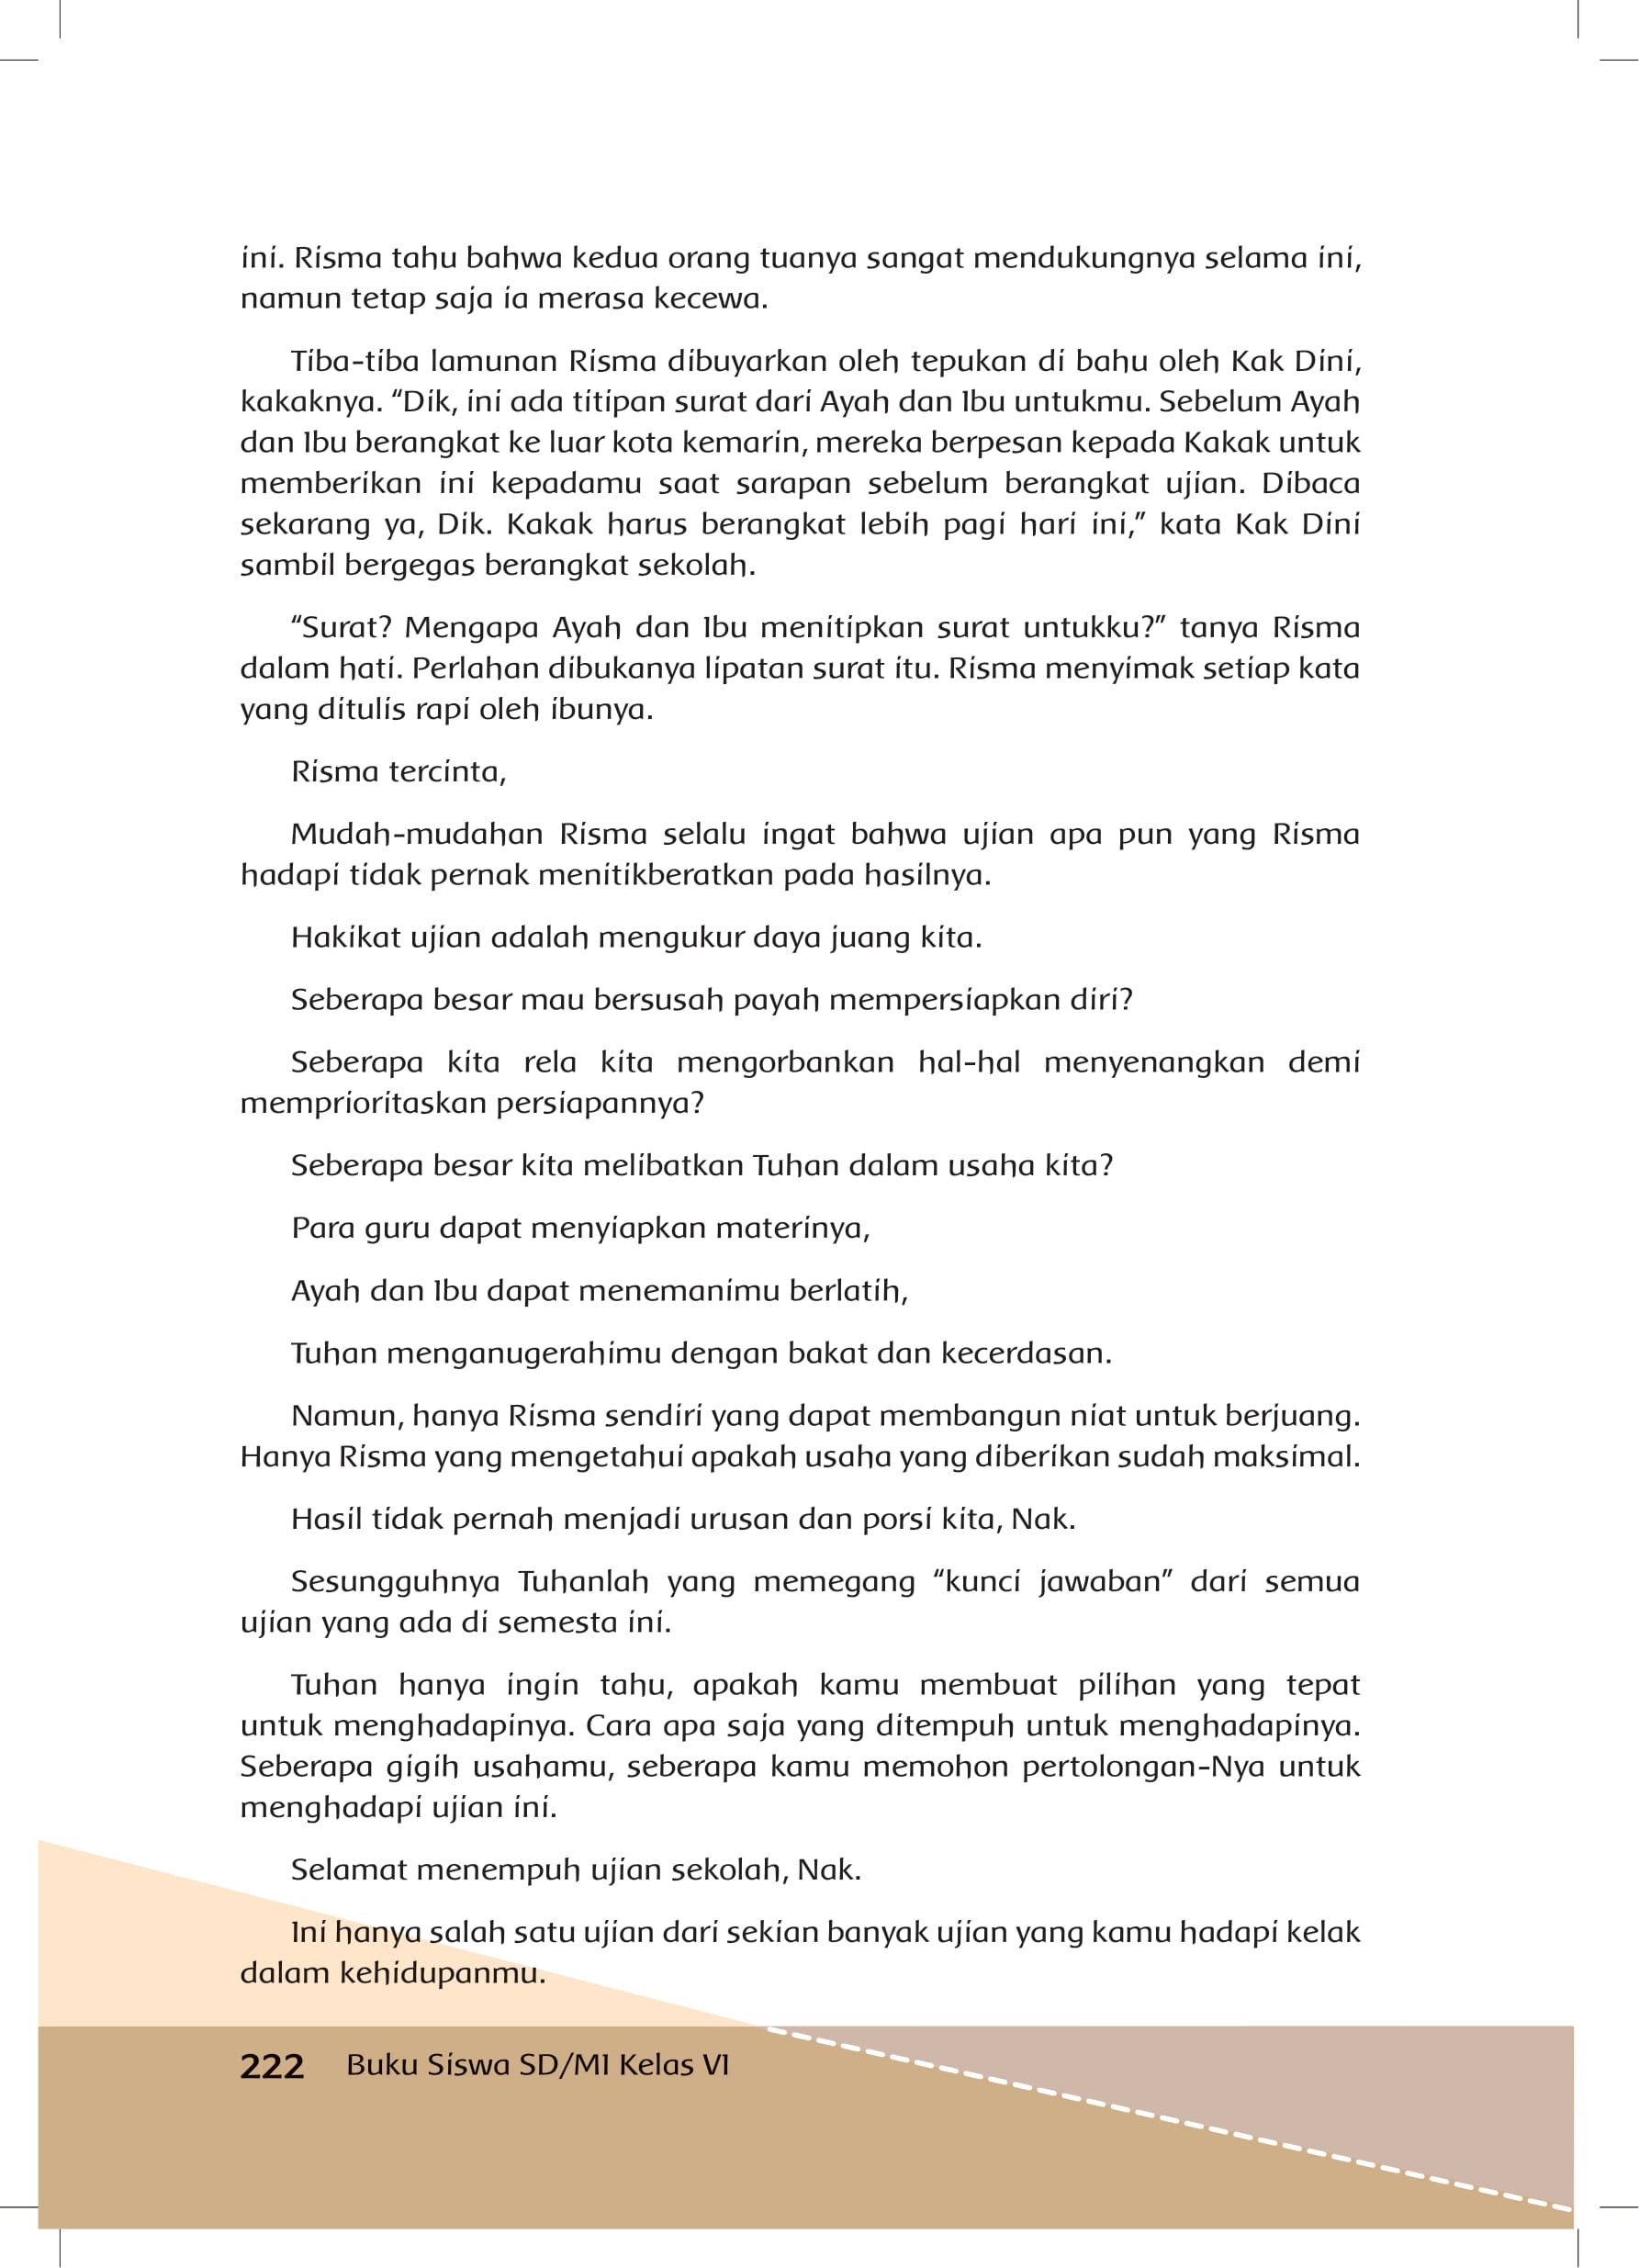 ini. Risma tahu bahwa kedua orang tuanya sangat mendukungnya selama ini,
namun tetap saja ia merasa kecewa.
Tiba-tiba lamunan Risma dibuyarkan oleh tepukan di bahu oleh Kak Dini,
kakaknya. “Dik, ini ada titipan surat dari Ayah dan Ibu untukmu. Sebelum Ayah
dan Ibu berangkat ke luar kota kemarin, mereka berpesan kepada Kakak untuk
memberikan ini kepadamu saat sarapan sebelum berangkat ujian. Dibaca
sekarang ya, Dik. Kakak harus berangkat lebih pagi hari ini,” kata Kak Dini
sambil bergegas berangkat sekolah.
“Surat? Mengapa Ayah dan Ibu menitipkan surat untukku?” tanya Risma
dalam hati. Perlahan dibukanya lipatan surat itu. Risma menyimak setiap kata
yang ditulis rapi oleh ibunya.
Risma tercinta,
Mudah-mudahan Risma selalu ingat bahwa ujian apa pun yang Risma
hadapi tidak pernak menitikberatkan pada hasilnya.
Hakikat ujian adalah mengukur daya juang kita.
Seberapa besar mau bersusah payah mempersiapkan diri?
Seberapa kita rela kita mengorbankan hal-hal menyenangkan demi
memprioritaskan persiapannya?
Seberapa besar kita melibatkan Tuhan dalam usaha kita?
Para guru dapat menyiapkan materinya,
Ayah dan Ibu dapat menemanimu berlatih,
Tuhan menganugerahimu dengan bakat dan kecerdasan.
Namun, hanya Risma sendiri yang dapat membangun niat untuk berjuang.
Hanya Risma yang mengetahui apakah usaha yang diberikan sudah maksimal.
Hasil tidak pernah menjadi urusan dan porsi kita, Nak.
Sesungguhnya Tuhanlah yang memegang “kunci jawaban” dari semua
ujian yang ada di semesta ini.
Tuhan hanya ingin tahu, apakah kamu membuat pilihan yang tepat
untuk menghadapinya. Cara apa saja yang ditempuh untuk menghadapinya.
Seberapa gigih usahamu, seberapa kamu memohon pertolongan-Nya untuk
menghadapi ujian ini.
Selamat menempuh ujian sekolah, Nak.
Ini hanya salah satu ujian dari sekian banyak ujian yang kamu hadapi kelak
dalam kehidupanmu.
222 Buku Siswa SD/MI Kelas VI